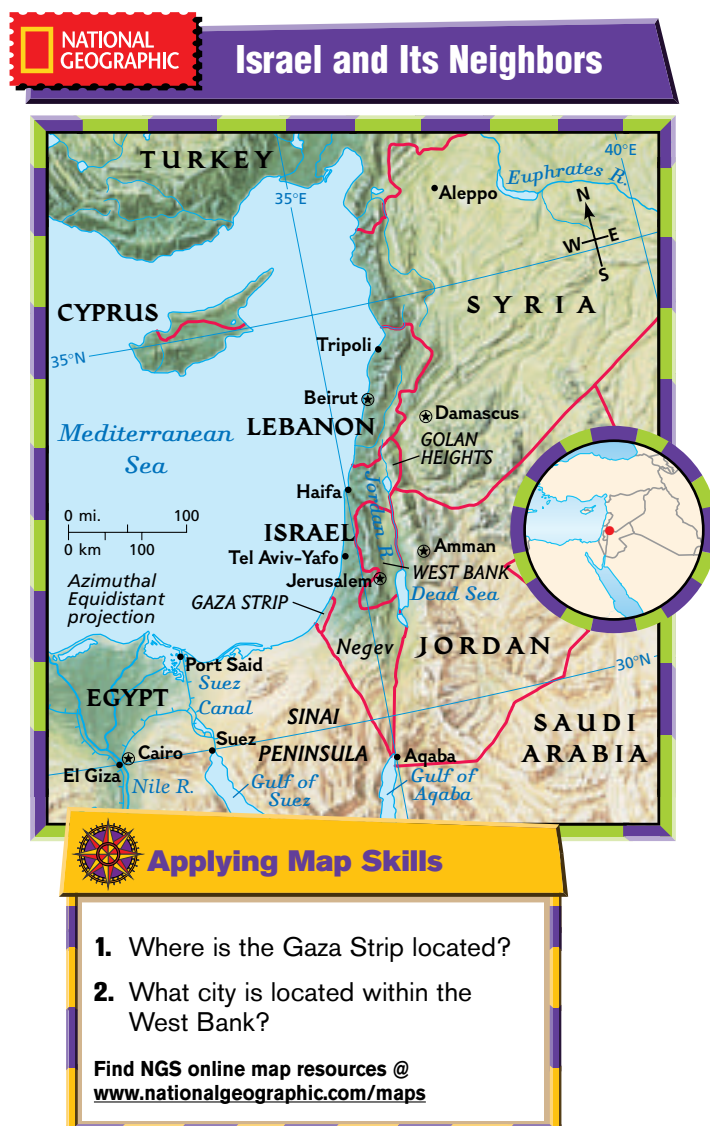 NATIONAL
GEOGRAPHIC
Israel and Its Neighbors
TURKEY
40°E
Euphrates R.
35°E
Aleppo
N
W
E
S
CYPRUS
SYRIA
35°N
Tripoli
Beirut
Damascus
LEBANON
GOLAN
HEIGHTS
Mediterranean
Sea
Haifa
Jordan R.
0 mi.
100
0 km
100
ISRAEL
Tel Aviv-Yafo
Amman
Azimuthal
Equidistant
projection
Jerusalem
WEST BANK
Dead Sea
GAZA STRIP
Negev
JORDAN
Port Said
30°N
EGYPT
Suez
Canal
SINAI
PENINSULA
SAUDI
ARABIA
Cairo
Suez
Aqaba
El Giza
Nile R.
Gulf of
Suez
Gulf of
Aqaba
Applying Map Skills
1. Where is the Gaza Strip located?
2. What city is located within the
West Bank?
Find NGS online map resources @
www.nationalgeographic.com/maps